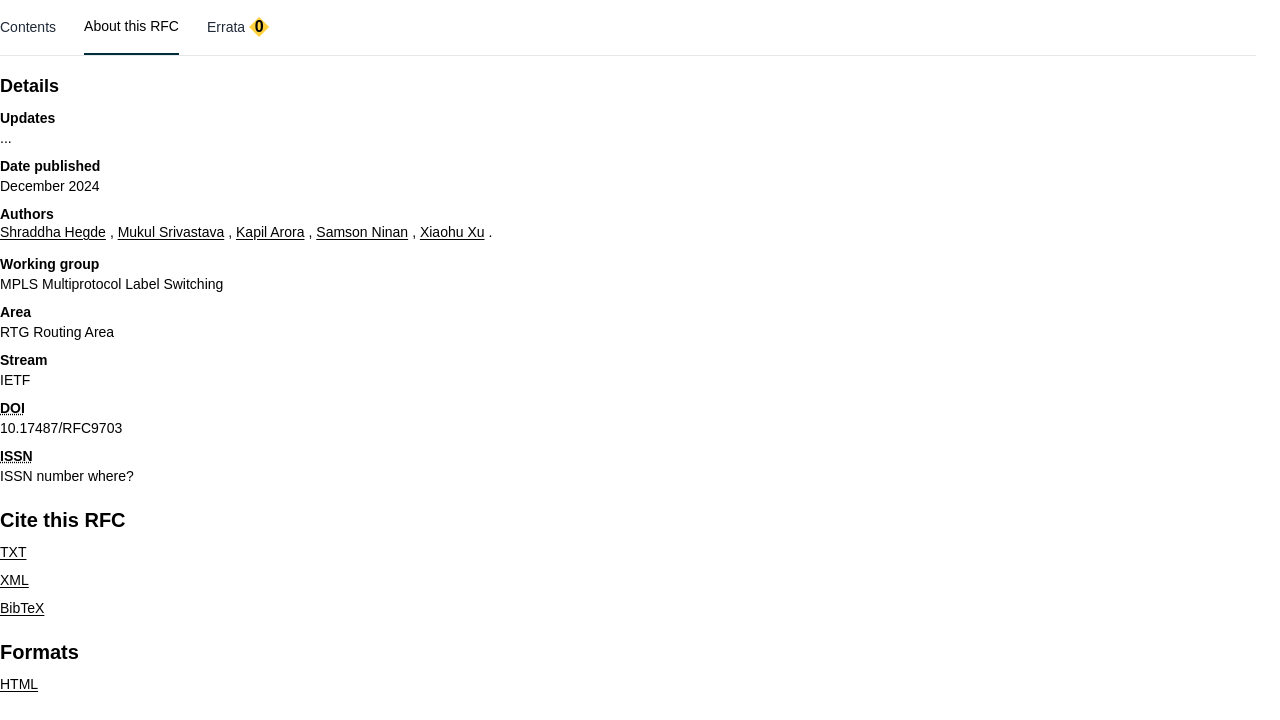 Contents About this RFC Errata 0
Details
Updates
...
Date published
December 2024
Authors
Shraddha Hegde , Mukul Srivastava , Kapil Arora , Samson Ninan , Xiaohu Xu .
Working group
MPLS Multiprotocol Label Switching
Area
RTG Routing Area
Stream
IETF
DOI
10.17487/RFC9703
ISSN
ISSN number where?
Cite this RFC
TXT
XML
BibTeX
Formats
HTML